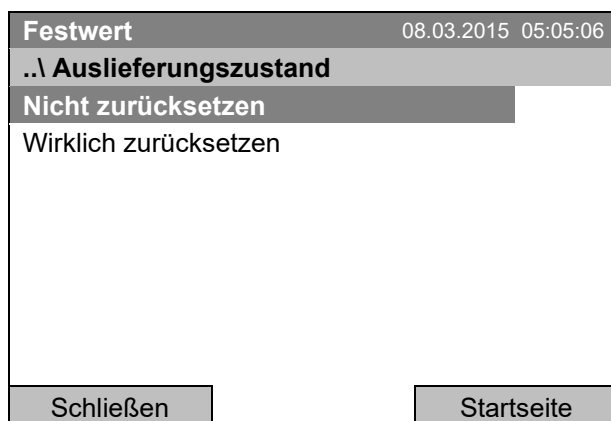 Festwert 08.03.2015 05:05:06
..\ Auslieferungszustand
Nicht zurücksetzen
Wirklich zurücksetzen
Schließen Startseite